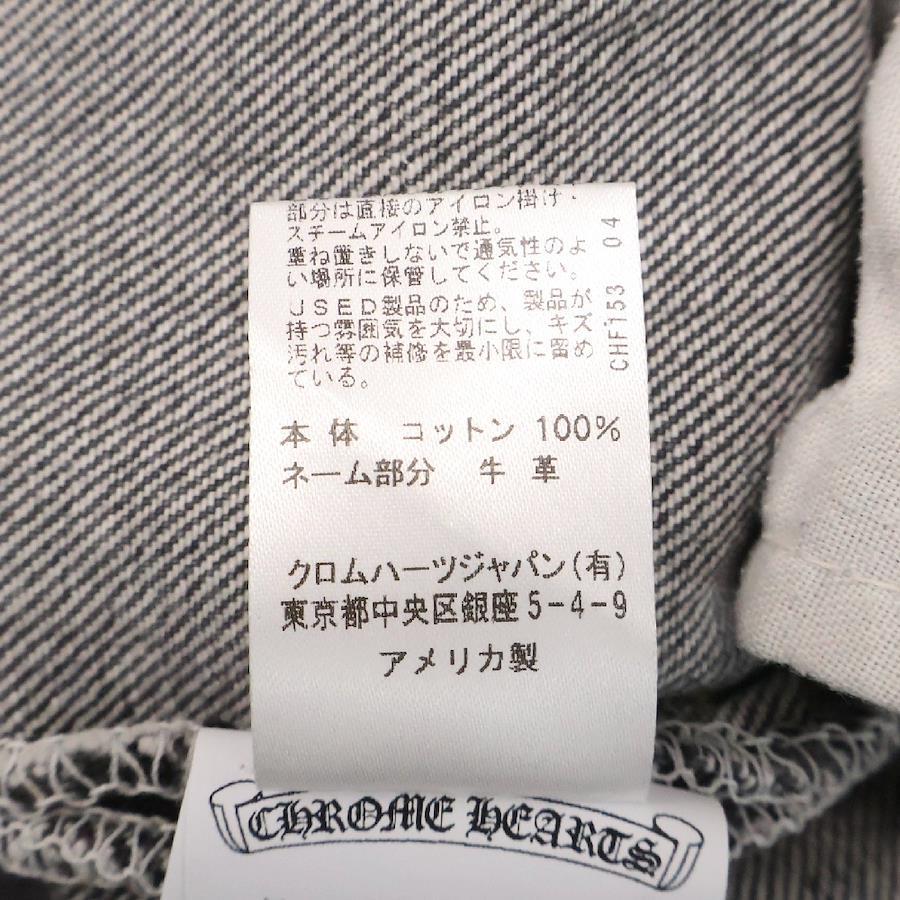 部分は直接のアイロン掛け・
スチームアイロン禁止。
重ね置きしないで通気性のよ
い場所に保管してください。
ＵＳＥＤ製品のため、製品が
持つ雰囲気を大切にし、キズ
汚れ等の補修を最小限に留め
ている。
CHF153 04
本 体 コットン 100%
ネーム部分 牛 革
クロムハーツジャパン(有)
東京都中央区銀座5-4-9
アメリカ製
CHROME HEARTS